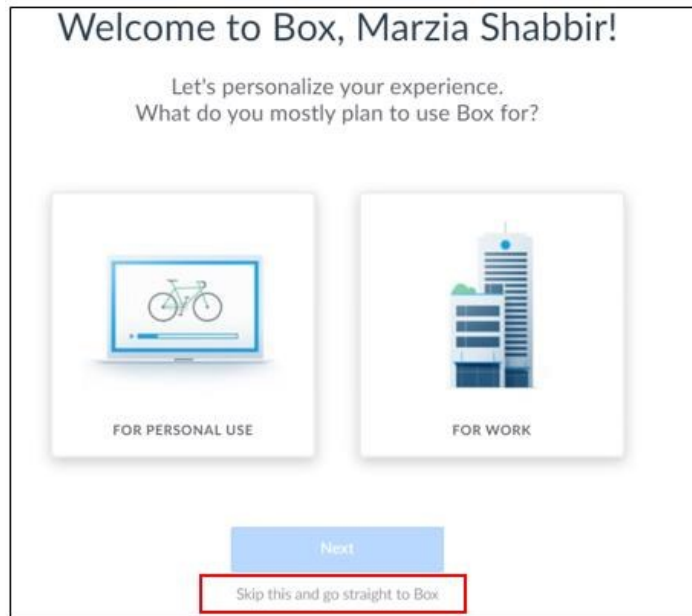 Welcome to Box, Marzia Shabbir!
Let's personalize your experience.
What do you mostly plan to use Box for?
FOR PERSONAL USE
FOR WORK
Next
Skip this and go straight to Box